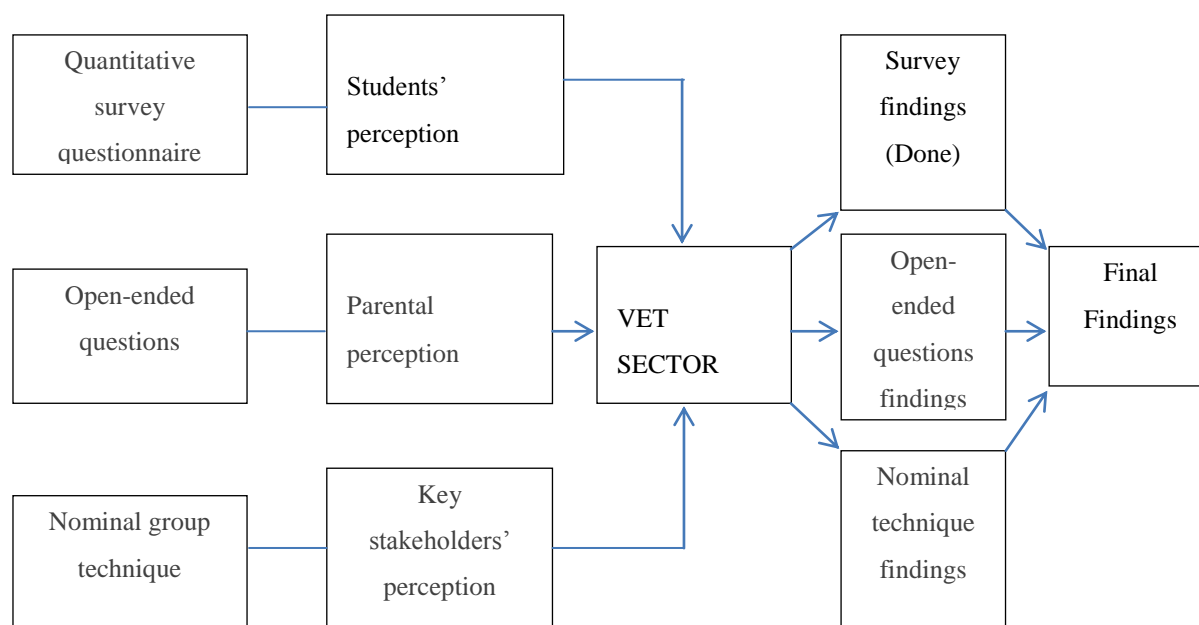 Quantitative
survey
questionnaire
Students’
perception
Survey
findings
(Done)
Open-ended
questions
Parental
perception
VET
SECTOR
Open-
ended
questions
findings
Final
Findings
Nominal group
technique
Key
stakeholders’
perception
Nominal
technique
findings